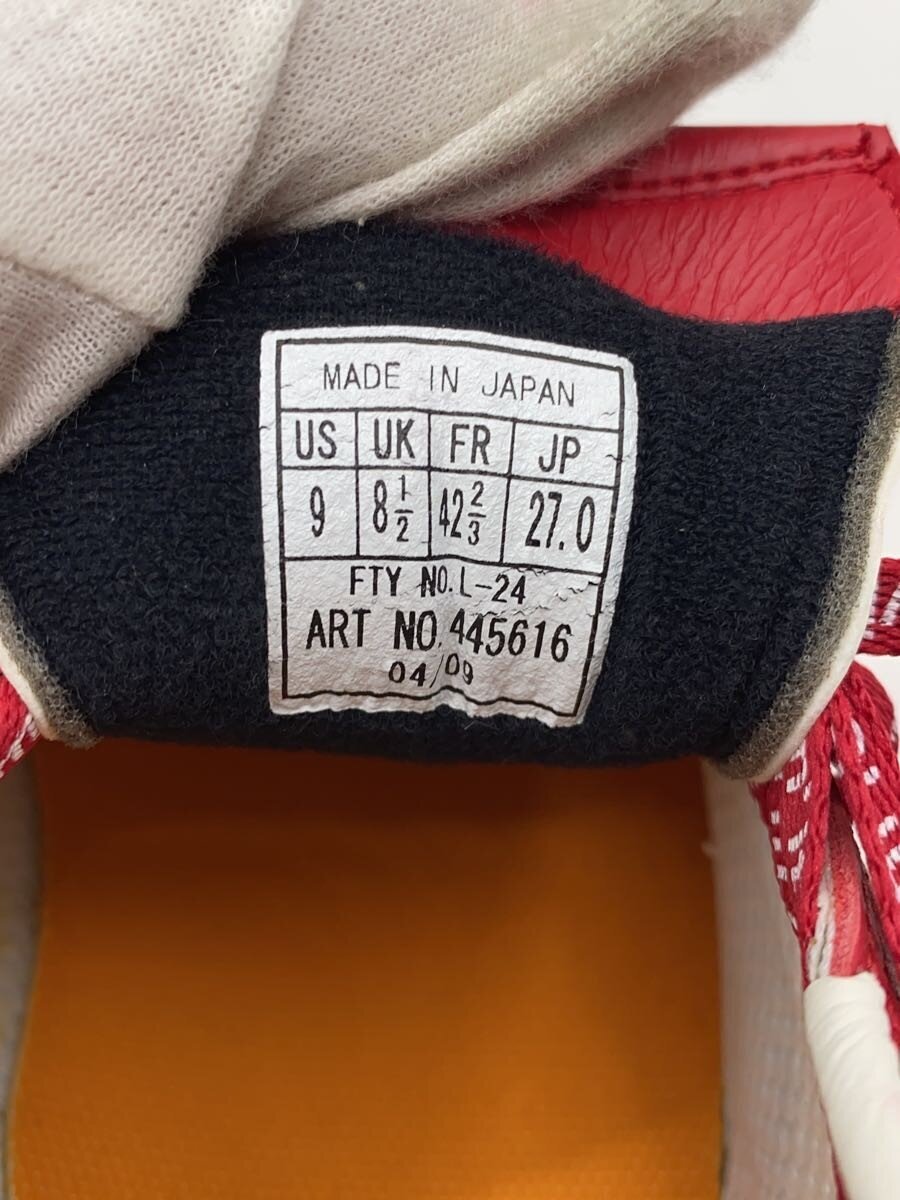 MADE IN JAPAN
US UK FR JP
9 8 1/2 42 2/3 27.0
FTY NO. L-24
ART NO. 445616
04/09